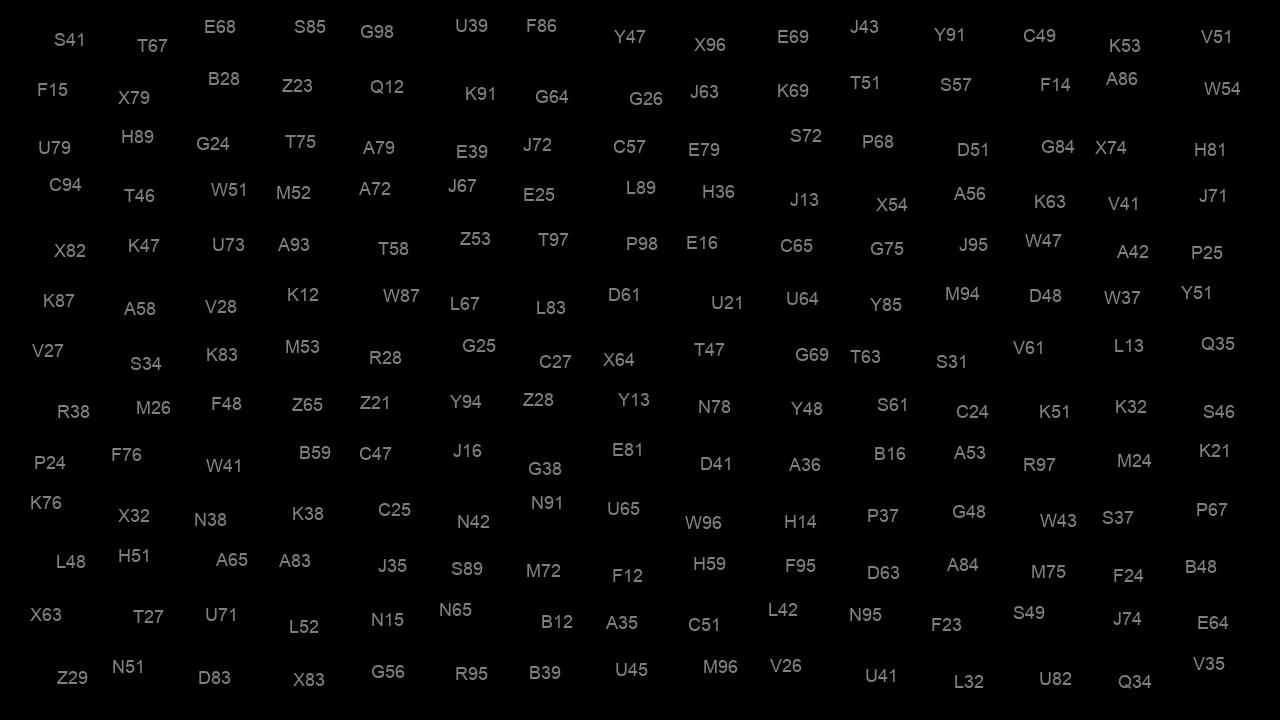 S41 T67 E68 S85 G98 U39 F86 Y47 X96 E69 J43 Y91 C49 K53 V51
F15 X79 B28 Z23 Q12 K91 G64 G26 J63 K69 T51 S57 F14 A86 W54
U79 H89 G24 T75 A79 E39 J72 C57 E79 S72 P68 D51 G84 X74 H81
C94 T46 W51 M52 A72 J67 E25 L89 H36 J13 X54 A56 K63 V41 J71
X82 K47 U73 A93 T58 Z53 T97 P98 E16 C65 G75 J95 W47 A42 P25
K87 A58 V28 K12 W87 L67 L83 D61 U21 U64 Y85 M94 D48 W37 Y51
V27 S34 K83 M53 R28 G25 C27 X64 T47 G69 T63 S31 V61 L13 Q35
R38 M26 F48 Z65 Z21 Y94 Z28 Y13 N78 Y48 S61 C24 K51 K32 S46
P24 F76 W41 B59 C47 J16 G38 E81 D41 A36 B16 A53 R97 M24 K21
K76 X32 N38 K38 C25 N42 N91 U65 W96 H14 P37 G48 W43 S37 P67
L48 H51 A65 A83 J35 S89 M72 F12 H59 F95 D63 A84 M75 F24 B48
X63 T27 U71 L52 N15 N65 B12 A35 C51 L42 N95 F23 S49 J74 E64
Z29 N51 D83 X83 G56 R95 B39 U45 M96 V26 U41 L32 U82 Q34 V35